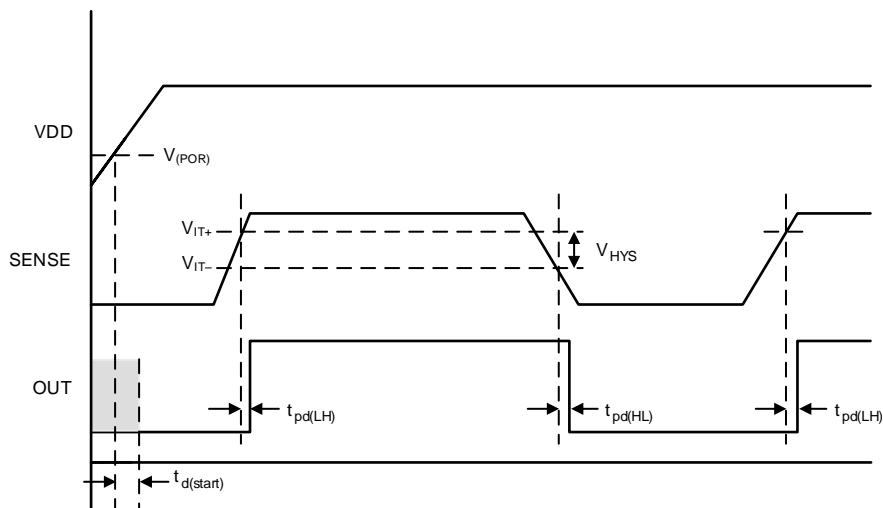 VDD
V(POR)
VIT+
VIT–
SENSE
VHYS
OUT
tpd(LH)
tpd(HL)
tpd(LH)
td(start)